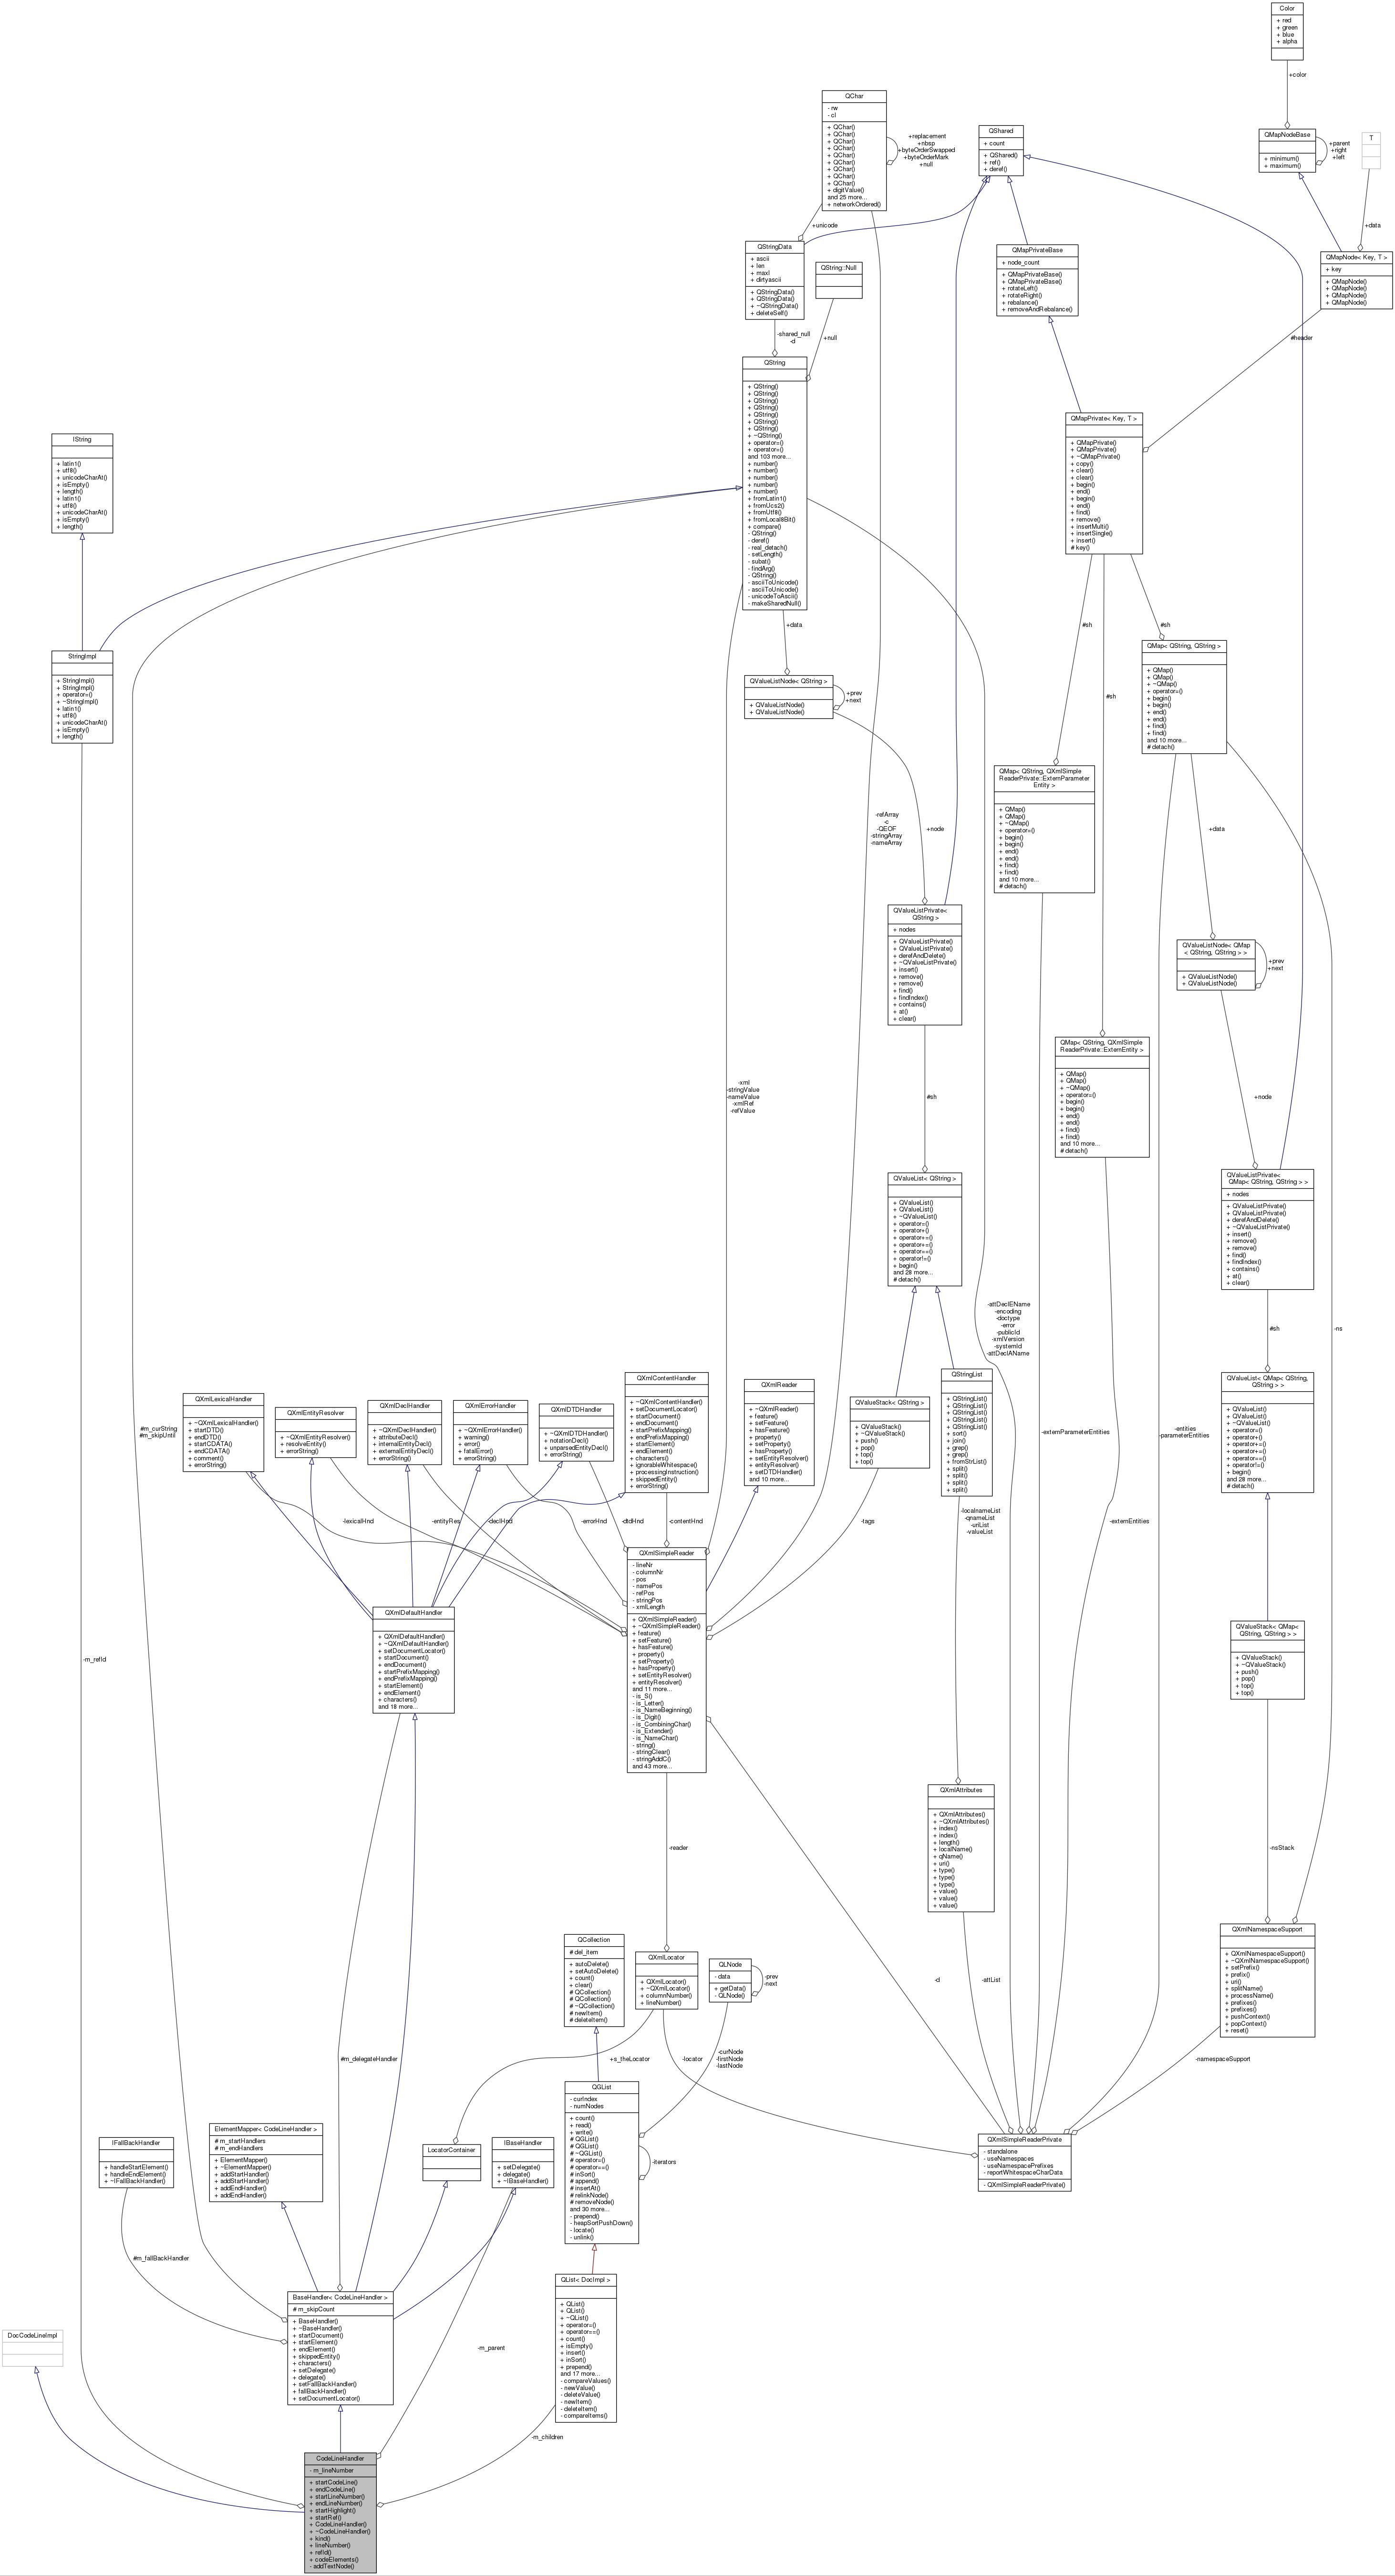 Color
+ red
+ green
+ blue
+ alpha
+color
QChar
- rw
- cl
+ QChar()
+ QChar()
+ QChar()
+ QChar()
+ QChar()
+ QChar()
+ QChar()
+ QChar()
+ QChar()
+ digitValue()
and 25 more...
+ networkOrdered()
+replacement
+nbsp
+byteOrderSwapped
+byteOrderMark
+null
QShared
+ count
+ QShared()
+ ref()
+ deref()
QMapNodeBase
+ minimum()
+ maximum()
+parent
+right
+left
T
+unicode
+data
QStringData
+ ascii
+ len
+ maxl
+ dirtyascii
+ QStringData()
+ QStringData()
+ ~QStringData()
+ deleteSelf()
QString::Null
QMapPrivateBase
+ node_count
+ QMapPrivateBase()
+ QMapPrivateBase()
+ rotateLeft()
+ rotateRight()
+ rebalance()
+ removeAndRebalance()
QMapNode< Key, T >
+ key
+ QMapNode()
+ QMapNode()
+ QMapNode()
+ QMapNode()
-shared_null
-d
+null
#header
QString
+ QString()
+ QString()
+ QString()
+ QString()
+ QString()
+ QString()
+ QString()
+ ~QString()
+ operator=()
+ operator=()
and 103 more...
+ number()
+ number()
+ number()
+ number()
+ number()
+ fromLatin1()
+ fromUcs2()
+ fromUtf8()
+ fromLocal8Bit()
+ compare()
- QString()
- deref()
- real_detach()
- setLength()
- subat()
- findArg()
- QString()
- asciiToUnicode()
- asciiToUnicode()
- unicodeToAscii()
- makeSharedNull()
QMapPrivate< Key, T >
+ QMapPrivate()
+ QMapPrivate()
+ ~QMapPrivate()
+ copy()
+ clear()
+ clear()
+ begin()
+ end()
+ begin()
+ end()
+ find()
+ remove()
+ insertMulti()
+ insertSingle()
+ insert()
# key()
IString
+ latin1()
+ utf8()
+ unicodeCharAt()
+ isEmpty()
+ length()
+ latin1()
+ utf8()
+ unicodeCharAt()
+ isEmpty()
+ length()
+data
#sh
#sh
#sh
StringImpl
+ StringImpl()
+ StringImpl()
+ operator=()
+ ~StringImpl()
+ latin1()
+ utf8()
+ unicodeCharAt()
+ isEmpty()
+ length()
QMap< QString, QString >
+ QMap()
+ QMap()
+ ~QMap()
+ operator=()
+ begin()
+ begin()
+ end()
+ end()
+ find()
+ find()
and 10 more...
# detach()
QValueListNode< QString >
+ QValueListNode()
+ QValueListNode()
+prev
+next
QMap< QString, QXmlSimple
ReaderPrivate::ExternParameter
Entity >
+ QMap()
+ QMap()
+ ~QMap()
+ operator=()
+ begin()
+ begin()
+ end()
+ end()
+ find()
+ find()
and 10 more...
# detach()
-refArray
-c
-QEOF
-stringArray
-nameArray
+node
+data
QValueListPrivate<
QString >
+ nodes
+ QValueListPrivate()
+ QValueListPrivate()
+ derefAndDelete()
+ ~QValueListPrivate()
+ insert()
+ remove()
+ remove()
+ find()
+ findIndex()
+ contains()
+ at()
+ clear()
QValueListNode< QMap
< QString, QString > >
+ QValueListNode()
+ QValueListNode()
+prev
+next
QMap< QString, QXmlSimple
ReaderPrivate::ExternEntity >
+ QMap()
+ QMap()
+ ~QMap()
+ operator=()
+ begin()
+ begin()
+ end()
+ end()
+ find()
+ find()
and 10 more...
# detach()
-xml
-stringValue
-nameValue
-xmlRef
-refValue
#sh
+node
QValueList< QString >
+ QValueList()
+ QValueList()
+ ~QValueList()
+ operator=()
+ operator+()
+ operator+=()
+ operator+=()
+ operator==()
+ operator!=()
+ begin()
and 28 more...
# detach()
QValueListPrivate<
QMap< QString, QString > >
+ nodes
+ QValueListPrivate()
+ QValueListPrivate()
+ derefAndDelete()
+ ~QValueListPrivate()
+ insert()
+ remove()
+ remove()
+ find()
+ findIndex()
+ contains()
+ at()
+ clear()
-attDeclEName
-encoding
-doctype
-error
-publicId
-xmlVersion
-systemId
-attDeclAName
#sh
-ns
QXmlLexicalHandler
+ ~QXmlLexicalHandler()
+ startDTD()
+ endDTD()
+ startCDATA()
+ endCDATA()
+ comment()
+ errorString()
QXmlEntityResolver
+ ~QXmlEntityResolver()
+ resolveEntity()
+ errorString()
QXmlDeclHandler
+ ~QXmlDeclHandler()
+ attributeDecl()
+ internalEntityDecl()
+ externalEntityDecl()
+ errorString()
QXmlErrorHandler
+ ~QXmlErrorHandler()
+ warning()
+ error()
+ fatalError()
+ errorString()
QXmlDTDHandler
+ ~QXmlDTDHandler()
+ notationDecl()
+ unparsedEntityDecl()
+ errorString()
QXmlContentHandler
+ ~QXmlContentHandler()
+ setDocumentLocator()
+ startDocument()
+ endDocument()
+ startPrefixMapping()
+ endPrefixMapping()
+ startElement()
+ endElement()
+ characters()
+ ignorableWhitespace()
+ processingInstruction()
+ skippedEntity()
+ errorString()
QXmlReader
+ ~QXmlReader()
+ feature()
+ setFeature()
+ hasFeature()
+ property()
+ setProperty()
+ hasProperty()
+ setEntityResolver()
+ entityResolver()
+ setDTDHandler()
and 10 more...
QValueStack< QString >
+ QValueStack()
+ ~QValueStack()
+ push()
+ pop()
+ top()
+ top()
QStringList
+ QStringList()
+ QStringList()
+ QStringList()
+ QStringList()
+ QStringList()
+ sort()
+ join()
+ grep()
+ grep()
+ fromStrList()
+ split()
+ split()
+ split()
+ split()
QValueList< QMap< QString,
QString > >
+ QValueList()
+ QValueList()
+ ~QValueList()
+ operator=()
+ operator+()
+ operator+=()
+ operator+=()
+ operator==()
+ operator!=()
+ begin()
and 28 more...
# detach()
#m_curString
#m_skipUntil
-externParameterEntities
-entities
-parameterEntities
-lexicalHnd
-entityRes
-declHnd
-errorHnd
-dtdHnd
-contentHnd
-tags
-localnameList
-qnameList
-uriList
-valueList
-externEntities
QXmlSimpleReader
- lineNr
- columnNr
- pos
- namePos
- refPos
- stringPos
- xmlLength
+ QXmlSimpleReader()
+ ~QXmlSimpleReader()
+ feature()
+ setFeature()
+ hasFeature()
+ property()
+ setProperty()
+ hasProperty()
+ setEntityResolver()
+ entityResolver()
and 11 more...
- is_S()
- is_Letter()
- is_NameBeginning()
- is_Digit()
- is_CombiningChar()
- is_Extender()
- is_NameChar()
- string()
- stringClear()
- stringAddC()
and 43 more...
QXmlDefaultHandler
+ QXmlDefaultHandler()
+ ~QXmlDefaultHandler()
+ setDocumentLocator()
+ startDocument()
+ endDocument()
+ startPrefixMapping()
+ endPrefixMapping()
+ startElement()
+ endElement()
+ characters()
and 18 more...
-m_refId
QValueStack< QMap<
QString, QString > >
+ QValueStack()
+ ~QValueStack()
+ push()
+ pop()
+ top()
+ top()
QXmlAttributes
+ QXmlAttributes()
+ ~QXmlAttributes()
+ index()
+ index()
+ length()
+ localName()
+ qName()
+ uri()
+ type()
+ type()
+ type()
+ value()
+ value()
+ value()
-reader
-nsStack
QCollection
# del_item
+ autoDelete()
+ setAutoDelete()
+ count()
+ clear()
# QCollection()
# QCollection()
# ~QCollection()
# newItem()
# deleteItem()
QXmlLocator
+ QXmlLocator()
+ ~QXmlLocator()
+ columnNumber()
+ lineNumber()
QLNode
- data
+ getData()
- QLNode()
-prev
-next
-d
-attList
QXmlNamespaceSupport
+ QXmlNamespaceSupport()
+ ~QXmlNamespaceSupport()
+ setPrefix()
+ prefix()
+ uri()
+ splitName()
+ processName()
+ prefixes()
+ prefixes()
+ pushContext()
+ popContext()
+ reset()
#m_delegateHandler
+s_theLocator
-locator
-curNode
-firstNode
-lastNode
-namespaceSupport
QGList
- curIndex
- numNodes
+ count()
+ read()
+ write()
# QGList()
# QGList()
# ~QGList()
# operator=()
# operator==()
# inSort()
# append()
# insertAt()
# relinkNode()
# removeNode()
and 30 more...
- prepend()
- heapSortPushDown()
- locate()
- unlink()
-iterators
IFallBackHandler
+ handleStartElement()
+ handleEndElement()
+ ~IFallBackHandler()
ElementMapper< CodeLineHandler >
# m_startHandlers
# m_endHandlers
+ ElementMapper()
+ ~ElementMapper()
+ addStartHandler()
+ addStartHandler()
+ addEndHandler()
+ addEndHandler()
LocatorContainer
IBaseHandler
+ setDelegate()
+ delegate()
+ ~IBaseHandler()
QXmlSimpleReaderPrivate
- standalone
- useNamespaces
- useNamespacePrefixes
- reportWhitespaceCharData
- QXmlSimpleReaderPrivate()
#m_fallBackHandler
BaseHandler< CodeLineHandler >
# m_skipCount
+ BaseHandler()
+ ~BaseHandler()
+ startDocument()
+ startElement()
+ endElement()
+ skippedEntity()
+ characters()
+ setDelegate()
+ delegate()
+ setFallBackHandler()
+ fallBackHandler()
+ setDocumentLocator()
QList< DocImpl >
+ QList()
+ QList()
+ ~QList()
+ operator=()
+ operator==()
+ count()
+ isEmpty()
+ insert()
+ inSort()
+ prepend()
and 17 more...
- compareValues()
- newValue()
- deleteValue()
- newItem()
- deleteItem()
- compareItems()
DocCodeLineImpl
-m_parent
-m_children
CodeLineHandler
- m_lineNumber
+ startCodeLine()
+ endCodeLine()
+ startLineNumber()
+ endLineNumber()
+ startHighlight()
+ startRef()
+ CodeLineHandler()
+ ~CodeLineHandler()
+ kind()
+ lineNumber()
+ refId()
+ codeElements()
- addTextNode()